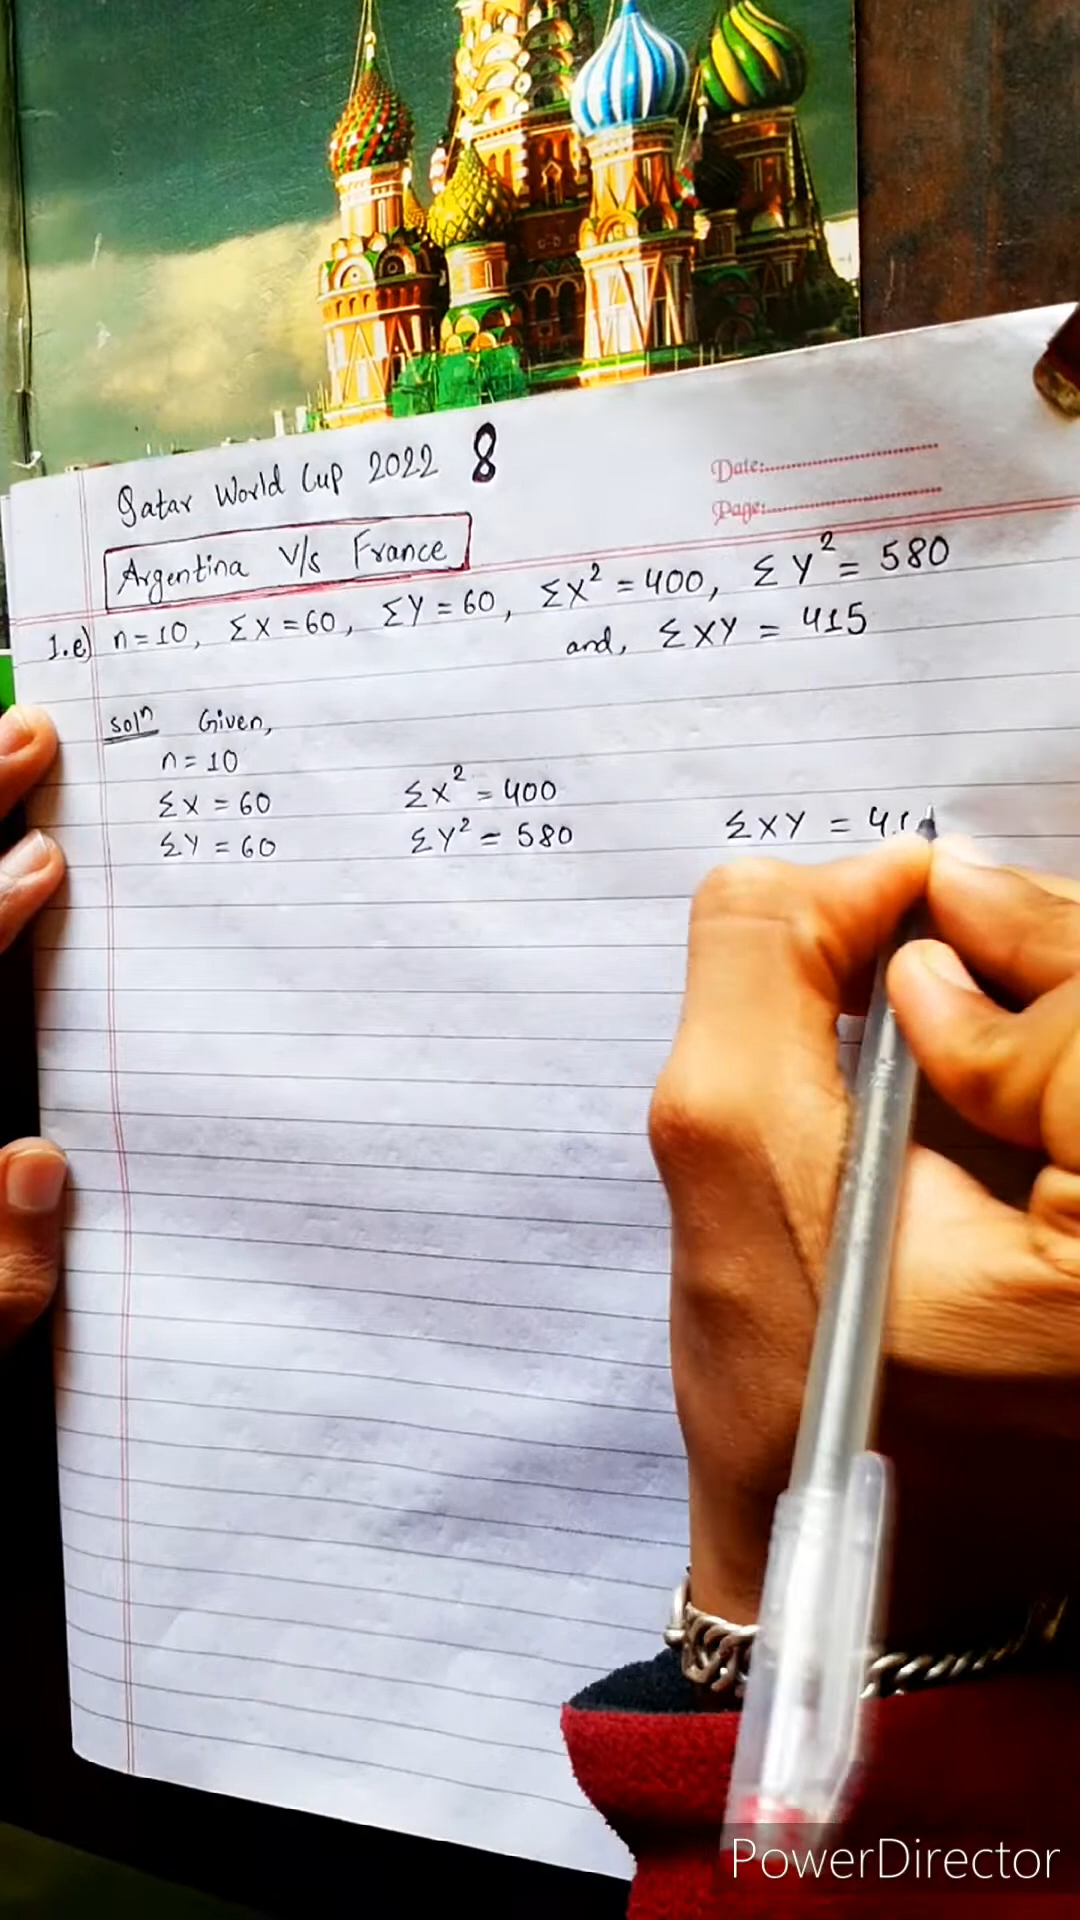 Qatar World Cup 2022 8
Date:
Page:
Argentina V/s France
1.e) n=10, ΣX=60, ΣY=60, ΣX²=400, ΣY²=580
and, ΣXY = 415
Solⁿ Given,
n=10
ΣX = 60
ΣX² = 400
ΣY = 60
ΣY² = 580
ΣXY =
PowerDirector